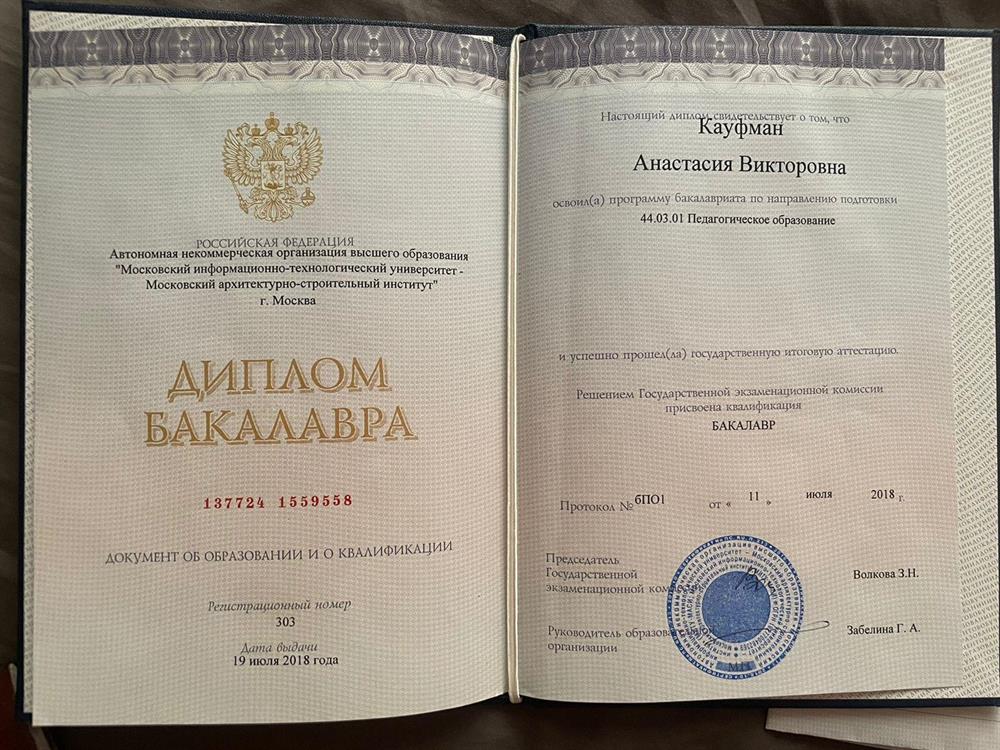 РОССИЙСКАЯ ФЕДЕРАЦИЯ
Автономная некоммерческая организация высшего образования
"Московский информационно-технологический университет -
Московский архитектурно-строительный институт"
г. Москва
ДИПЛОМ
БАКАЛАВРА
137724 1559558
ДОКУМЕНТ ОБ ОБРАЗОВАНИИ И О КВАЛИФИКАЦИИ
Регистрационный номер
303
Дата выдачи
19 июля 2018 года
Настоящий диплом свидетельствует о том, что
Кауфман
Анастасия Викторовна
освоил(а) программу бакалавриата по направлению подготовки
44.03.01 Педагогическое образование
и успешно прошел(ла) государственную итоговую аттестацию
Решением Государственной экзаменационной комиссии
присвоена квалификация
БАКАЛАВР
Протокол № бПО1 от « 11 » июля 2018 г.
Председатель
Государственной
экзаменационной
Волкова З.Н.
Руководитель
организации
Забелина Г. А.